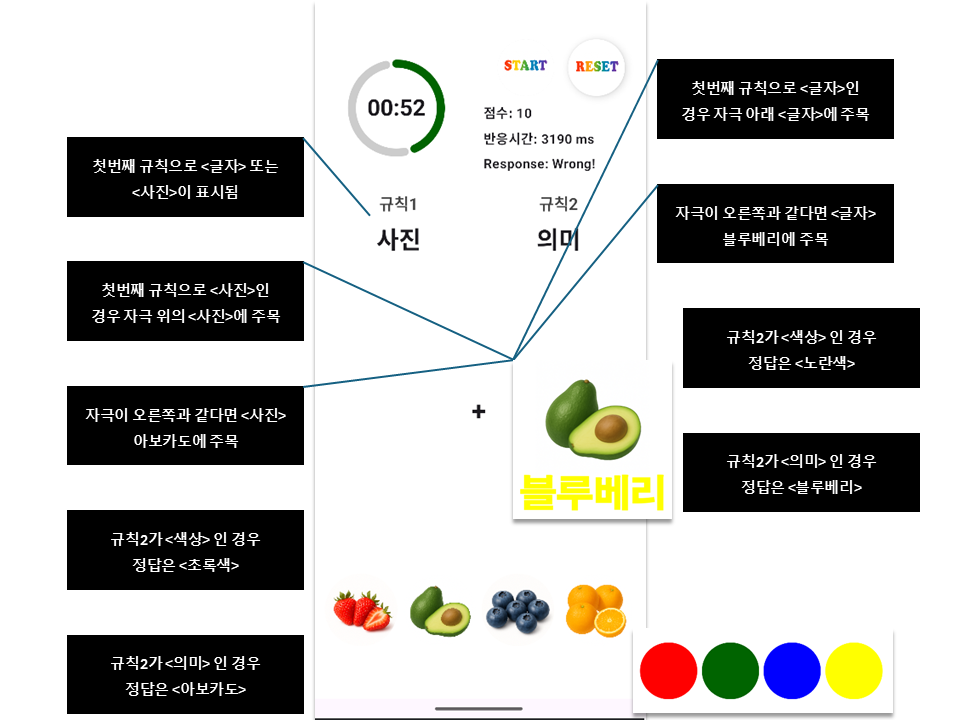 첫번째 규칙으로 <글자> 또는
<사진>이 표시됨
첫번째 규칙으로 <사진>인
경우 자극 위의 <사진>에 주목
자극이 오른쪽과 같다면 <사진>
아보카도에 주목
규칙2가 <색상> 인 경우
정답은 <초록색>
규칙2가 <의미> 인 경우
정답은 <아보카도>
00:52
START
RESET
점수: 10
반응시간: 3190 ms
Response: Wrong!
규칙1
규칙2
사진
의미
+
블루베리
첫번째 규칙으로 <글자>인
경우 자극 아래 <글자>에 주목
자극이 오른쪽과 같다면 <글자>
블루베리에 주목
규칙2가 <색상> 인 경우
정답은 <노란색>
규칙2가 <의미> 인 경우
정답은 <블루베리>